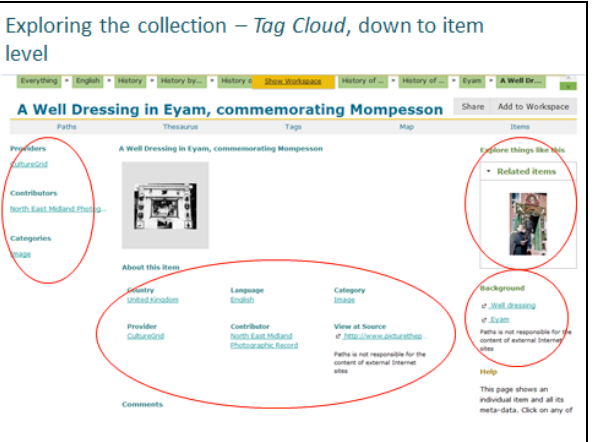 Exploring the collection – Tag Cloud, down to item
level
Everything English History History by... History o Show Workspace History of ... History of ... Eyam A Well Dr...
A Well Dressing in Eyam, commemorating Mompesson Share Add to Workspace
Paths Thesaurus Tags Map Items
Providers
CultureGrid
Contributors
North East Midland Photog...
Categories
Image
A Well Dressing in Eyam, commemorating Mompesson
About this item
Country Language Category
United Kingdom English Image
Provider Contributor View at Source
CultureGrid North East Midland http://www.picturethep...
Photographic Record
Paths is not responsible for the
content of external Internet
sites
Comments
Explore things like this
Related items
Background
Well dressing
Eyam
Paths is not responsible for the
content of external Internet
sites
Help
This page shows an
individual item and all its
meta-data. Click on any of